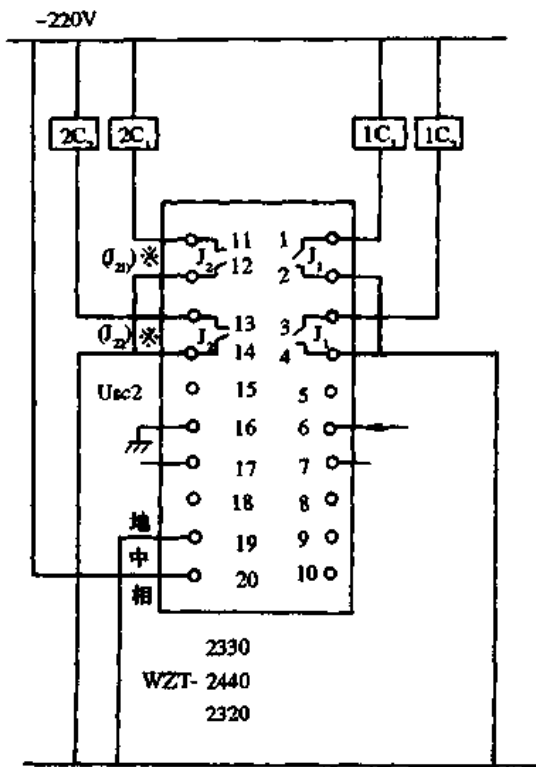 ~220V
2C₂ 2C₁ 1C₁ 1C₂
(J₂₁) ※ J₂ 11 1 J₁
12 2
(J₂₂) ※ J₂ 13 3 J₁
14 4
Usc2 15 5
16 6
17 7
18 8
地 19 9
中 20 10
相
2330
WZT- 2440
2320